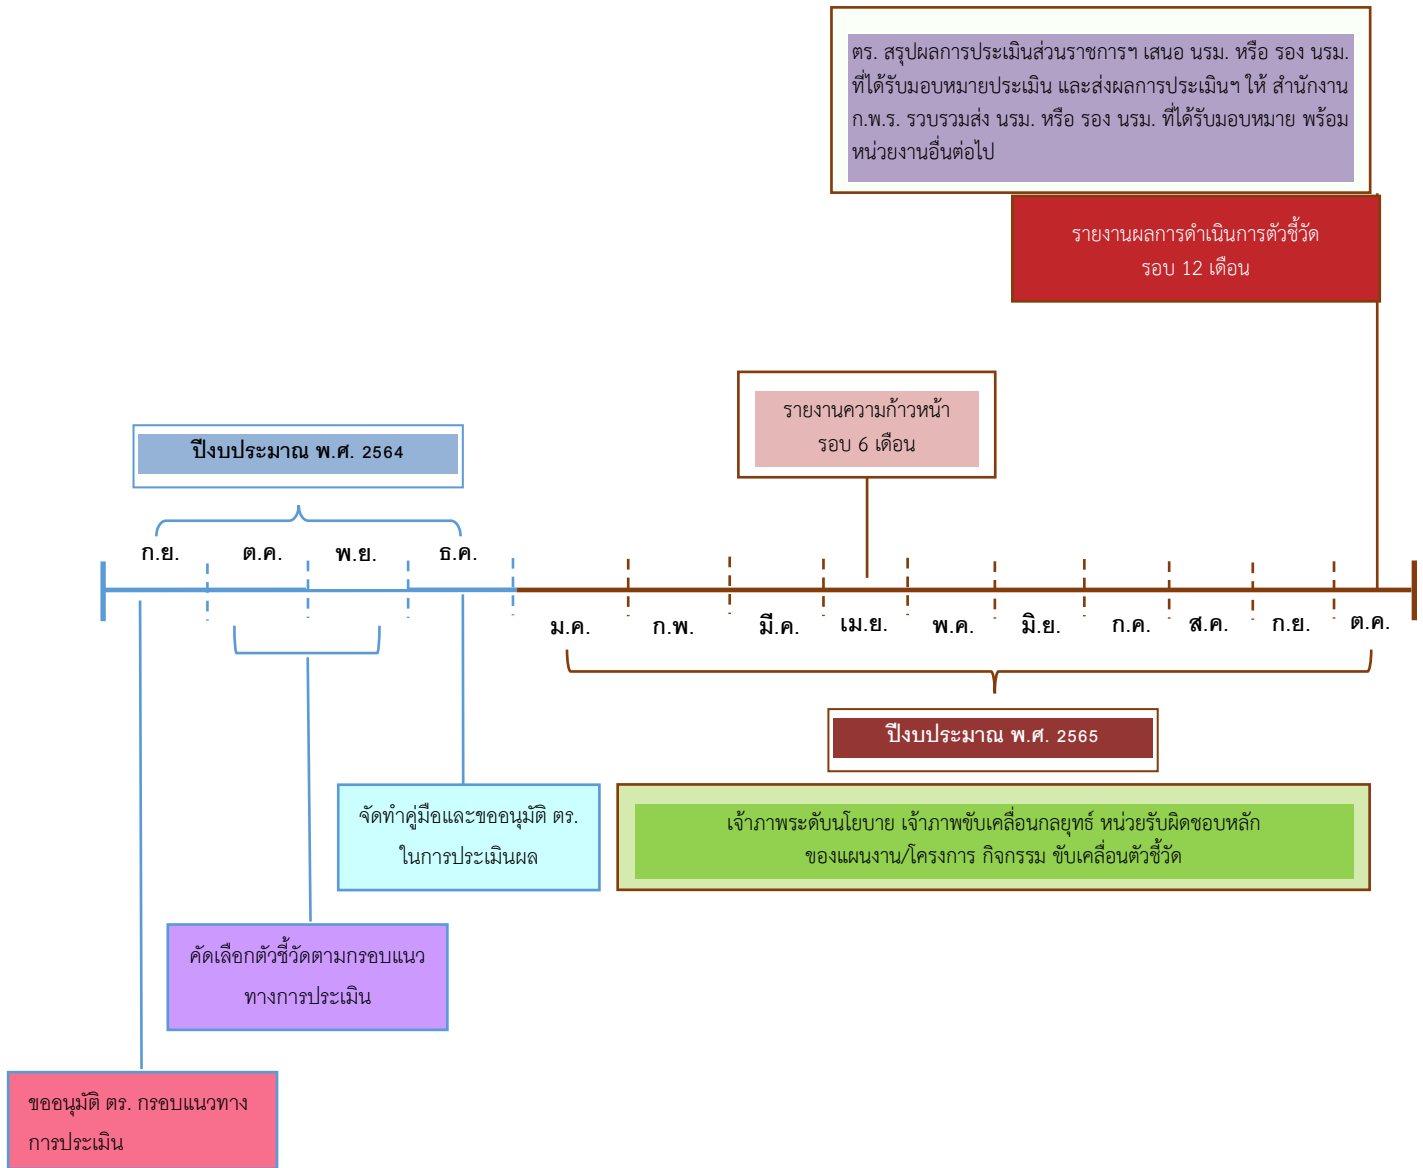 ตร. สรุปผลการประเมินส่วนราชการฯ เสนอ นรม. หรือ รอง นรม.
ที่ได้รับมอบหมายประเมิน และส่งผลการประเมินฯ ให้ สำนักงาน
ก.พ.ร. รวบรวมส่ง นรม. หรือ รอง นรม. ที่ได้รับมอบหมาย พร้อม
หน่วยงานอื่นต่อไป
รายงานผลการดำเนินการตัวชี้วัด
รอบ 12 เดือน
รายงานความก้าวหน้า
รอบ 6 เดือน
ปีงบประมาณ พ.ศ. 2564
ก.ย. ต.ค. พ.ย. ธ.ค.
ม.ค. ก.พ. มี.ค. เม.ย. พ.ค. มิ.ย. ก.ค. ส.ค. ก.ย. ต.ค.
ปีงบประมาณ พ.ศ. 2565
จัดทำคู่มือและขออนุมัติ ตร.
ในการประเมินผล
เจ้าภาพระดับนโยบาย เจ้าภาพขับเคลื่อนกลยุทธ์ หน่วยรับผิดชอบหลัก
ของแผนงาน/โครงการ กิจกรรม ขับเคลื่อนตัวชี้วัด
คัดเลือกตัวชี้วัดตามกรอบแนว
ทางการประเมิน
ขออนุมัติ ตร. กรอบแนวทาง
การประเมิน